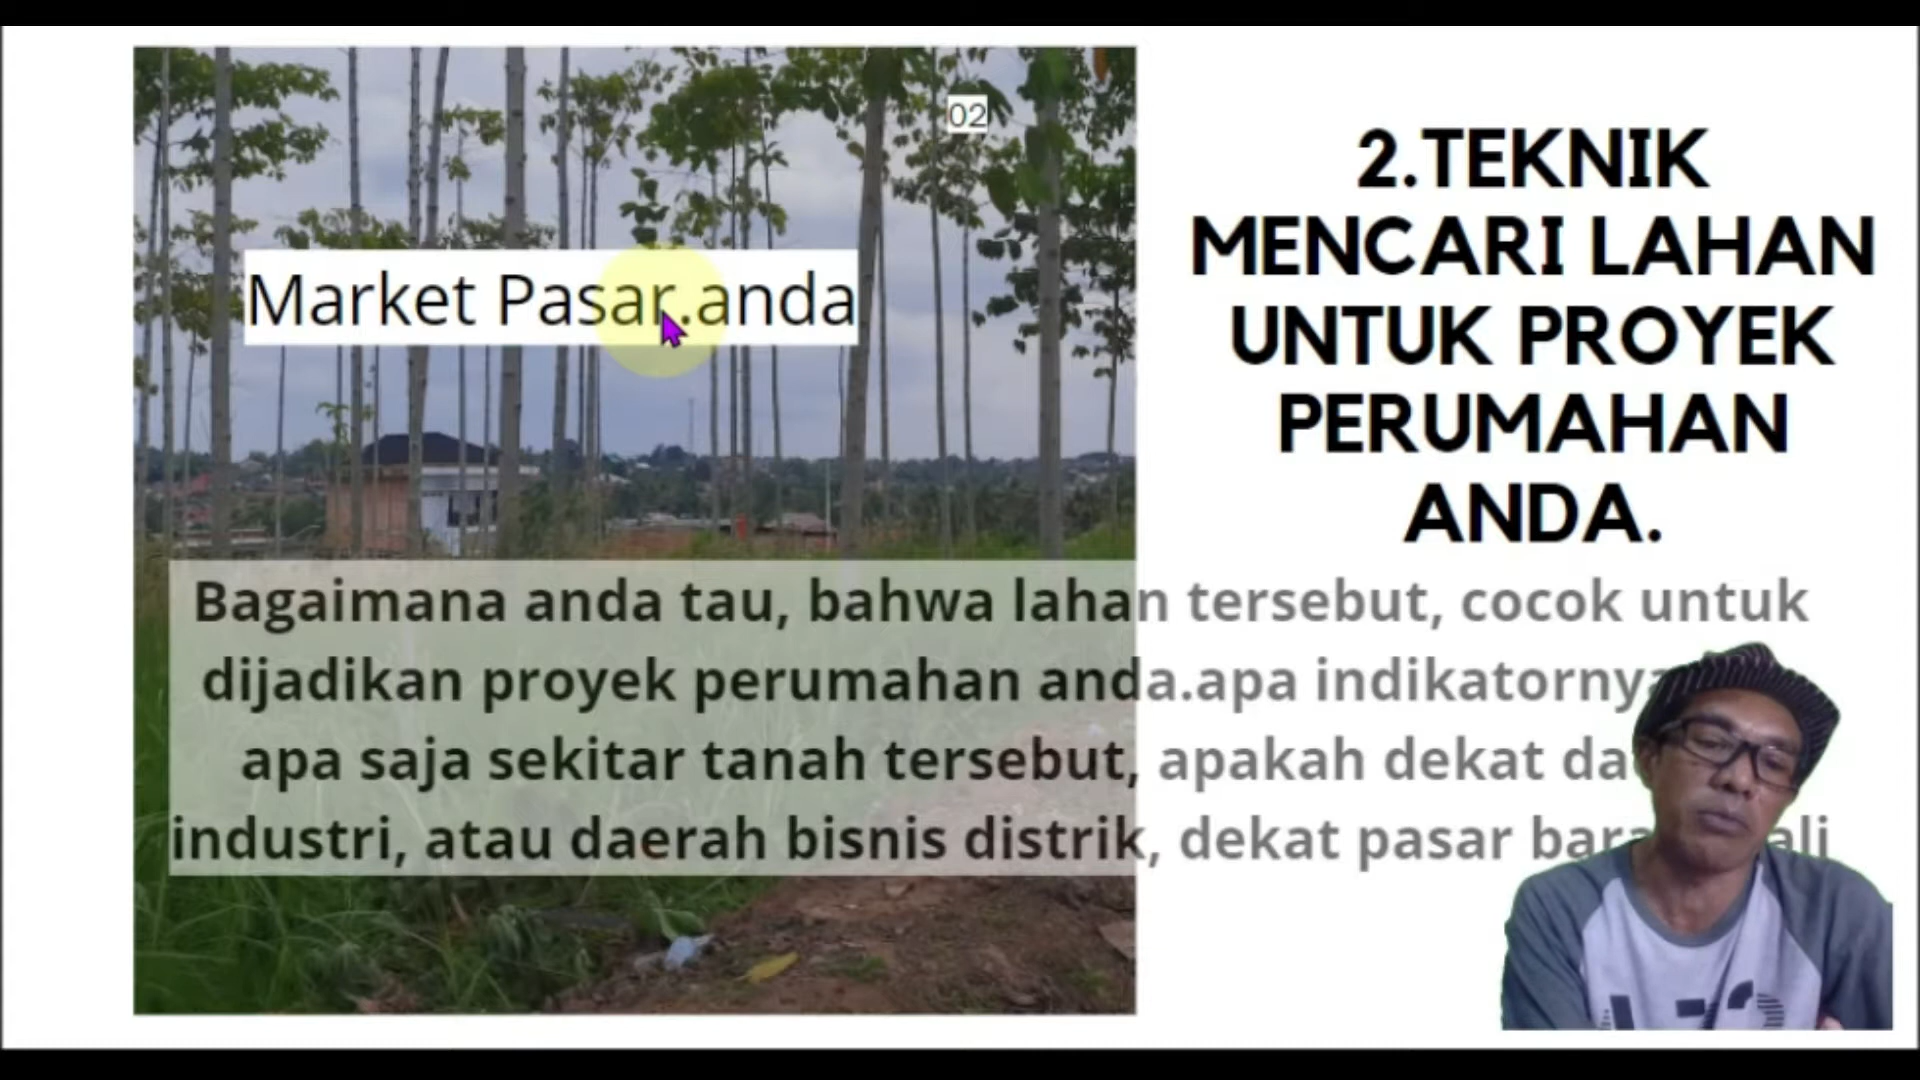 02
Market Pasar.anda
2.TEKNIK
MENCARI LAHAN
UNTUK PROYEK
PERUMAHAN
ANDA.
Bagaimana anda tau, bahwa lahan tersebut, cocok untuk
dijadikan proyek perumahan anda.apa indikatornya
apa saja sekitar tanah tersebut, apakah dekat
industri, atau daerah bisnis distrik, dekat pasar